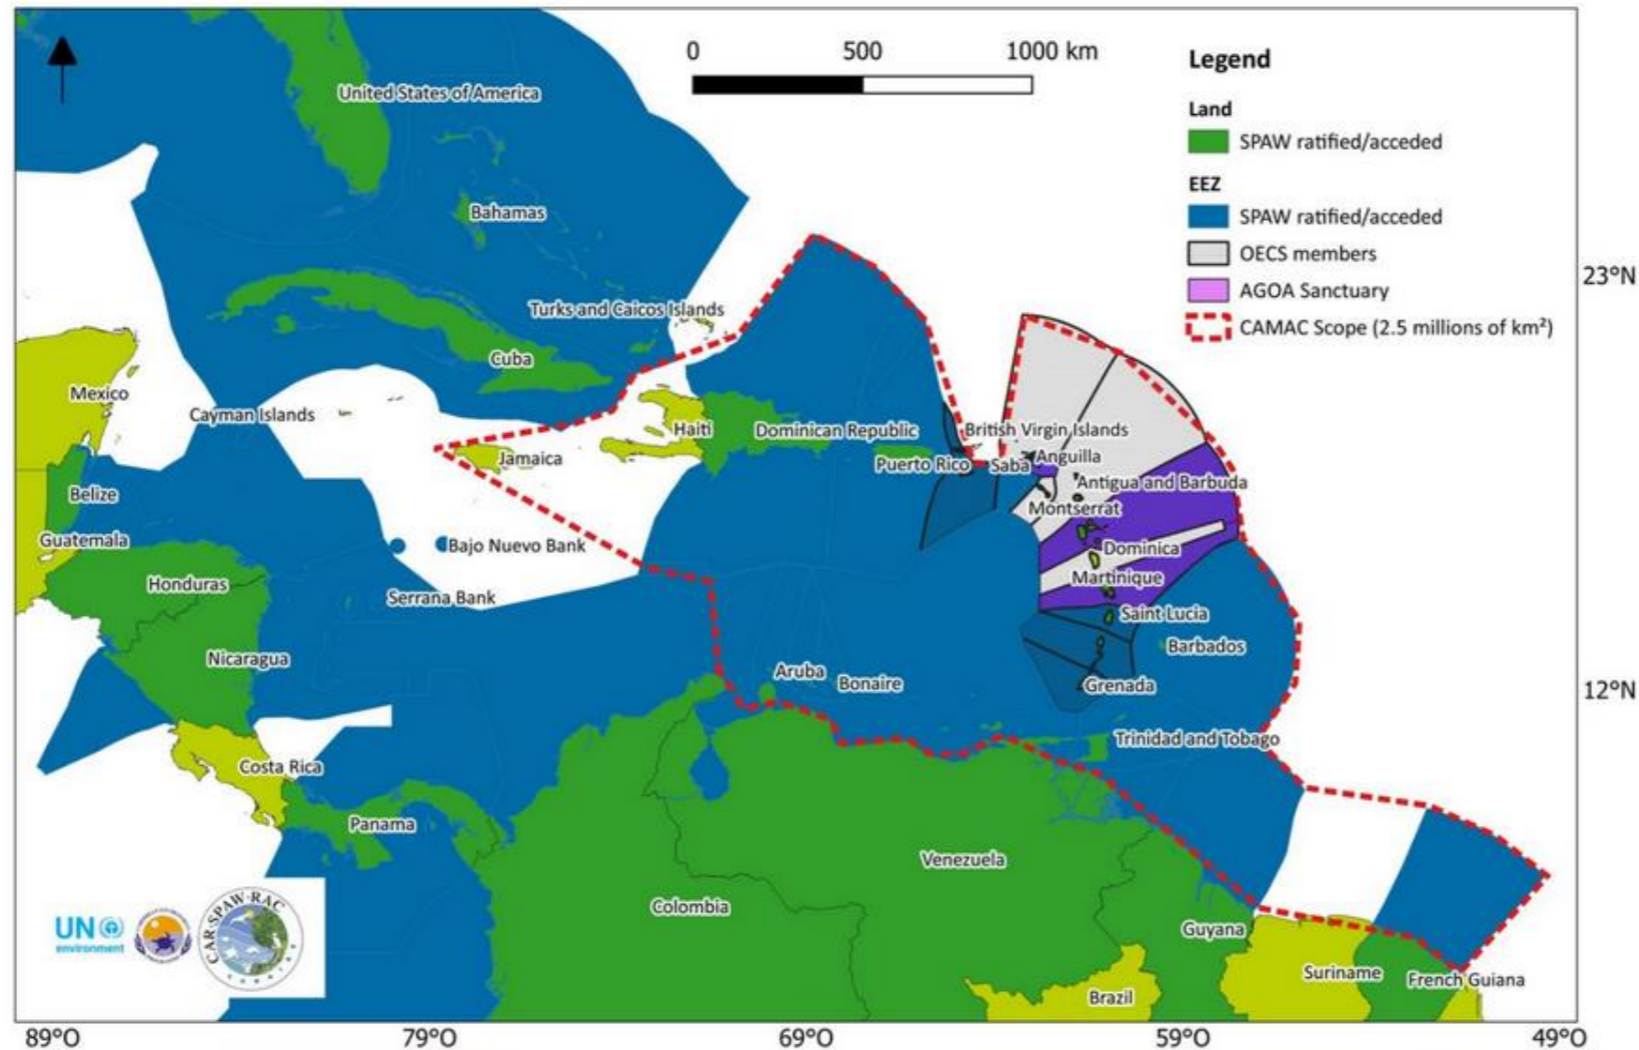 0 500 1000 km
Legend
Land
SPAW ratified/acceded
EEZ
SPAW ratified/acceded
OECS members
AGOA Sanctuary
CAMAC Scope (2.5 millions of km²)
United States of America
Bahamas
23°N
Turks and Caicos Islands
Cuba
Mexico
Cayman Islands
Haiti
Dominican Republic
British Virgin Islands
Jamaica
Puerto Rico
Saba
Anguilla
Antigua and Barbuda
Belize
Montserrat
Guatemala
Bajo Nuevo Bank
Dominica
Honduras
Martinique
Serrana Bank
Saint Lucia
Nicaragua
Barbados
Aruba
Bonaire
Grenada
12°N
Trinidad and Tobago
Costa Rica
Panama
Venezuela
Colombia
Guyana
UN
environment
CAR-SPAW-RAC
Suriname
French Guiana
Brazil
89°O 79°O 69°O 59°O 49°O